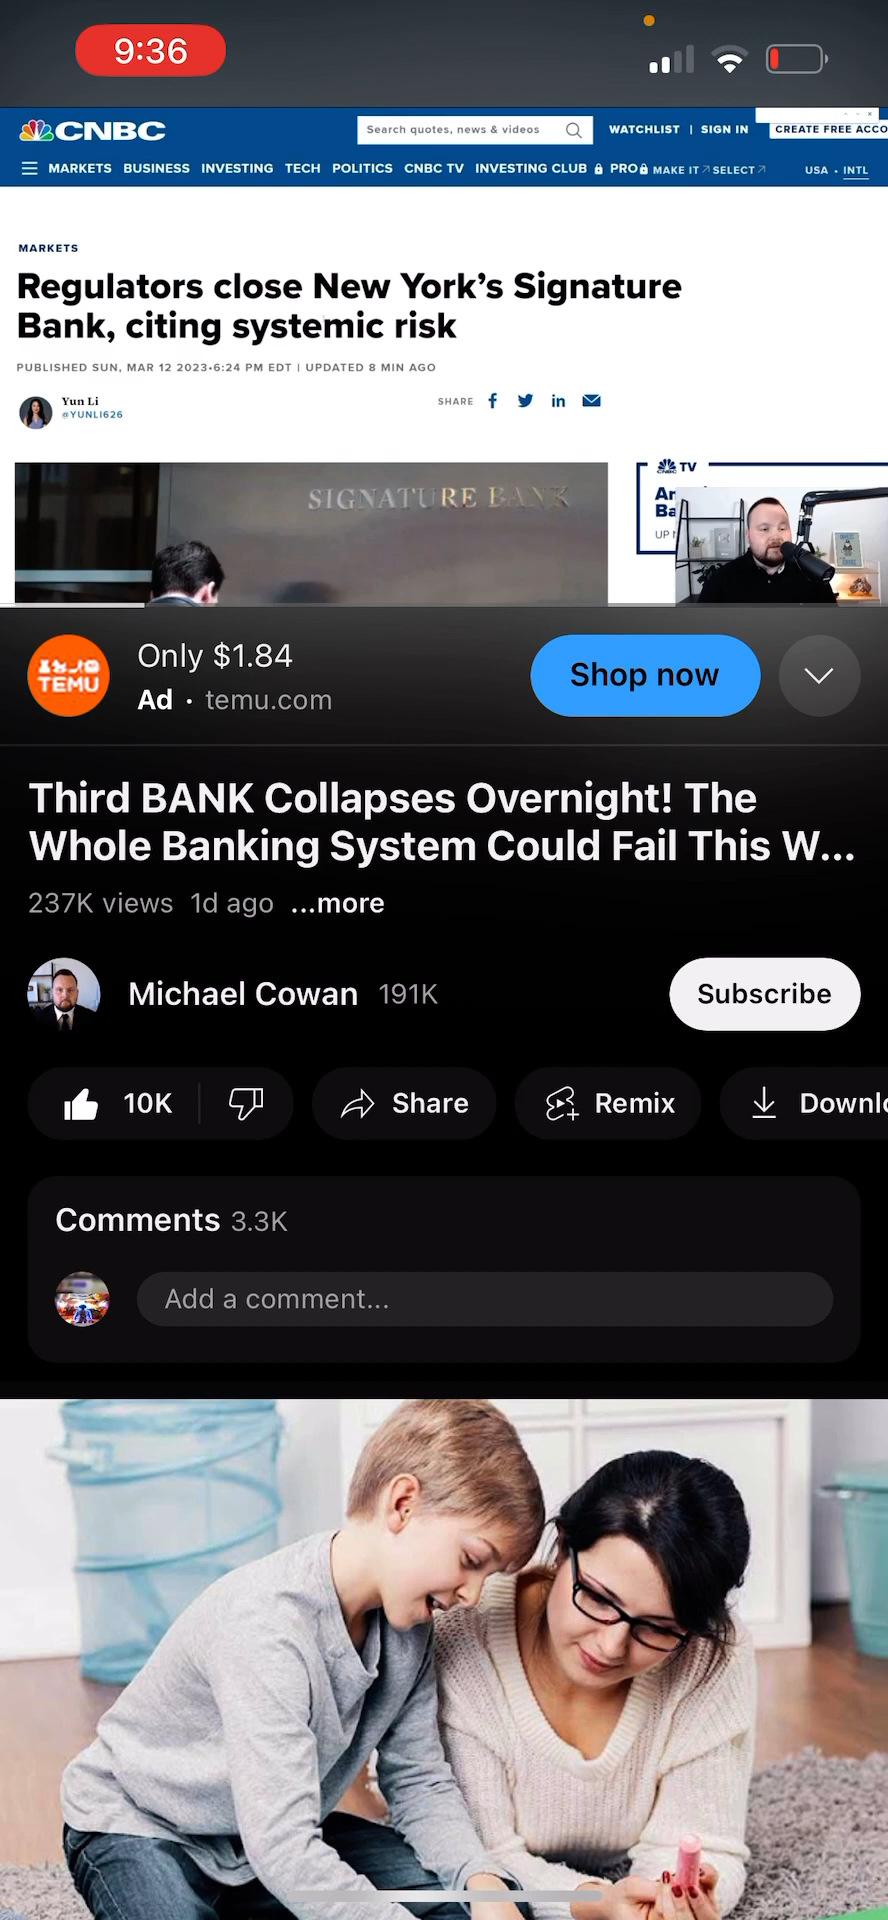 9:36
CNBC
Search quotes, news & videos
WATCHLIST | SIGN IN
CREATE FREE ACCO
MARKETS BUSINESS INVESTING TECH POLITICS CNBC TV INVESTING CLUB PRO MAKE IT SELECT USA • INTL
MARKETS
Regulators close New York’s Signature
Bank, citing systemic risk
PUBLISHED SUN, MAR 12 2023•6:24 PM EDT | UPDATED 8 MIN AGO
Yun Li
@YUNLI626
SHARE
SIGNATURE BANK
CNBC TV
Ar
Ba
UP
TEMU
Only $1.84
Ad • temu.com
Shop now
Third BANK Collapses Overnight! The
Whole Banking System Could Fail This W...
237K views 1d ago ...more
Michael Cowan 191K
Subscribe
10K
Share
Remix
Downlo
Comments 3.3K
Add a comment...